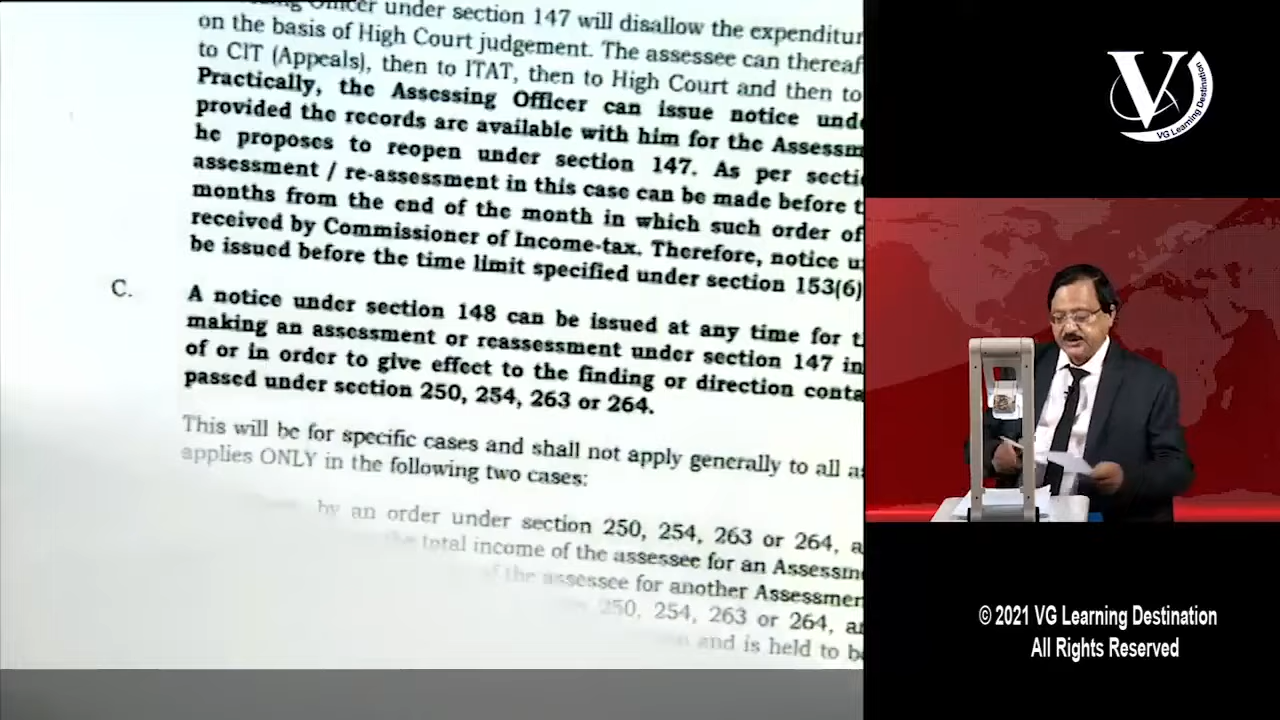 Officer under section 147 will disallow the
on the basis of High Court judgement. The assessee can
to CIT (Appeals), then to ITAT, then to High Court and then to
Practically, the Assessing Officer can issue notice
provided the records are available with him for the
he proposes to reopen under section 147. As per
assessment / re-assessment in this case can be made before
months from the end of the month in which such order of
received by Commissioner of Income-tax. Therefore, notice
be issued before the time limit specified under section 153(6)
C.
A notice under section 148 can be issued at any time for
making an assessment or reassessment under section 147 in
of or in order to give effect to the finding or direction
passed under section 250, 254, 263 or 264.
This will be for specific cases and shall not apply generally to all
applies ONLY in the following two cases:
by an order under section 250, 254, 263 or 264,
the total income of the assessee for an
of the assessee for another
250, 254, 263 or 264,
and is held to
V
VG Learning Destination
© 2021 VG Learning Destination
All Rights Reserved